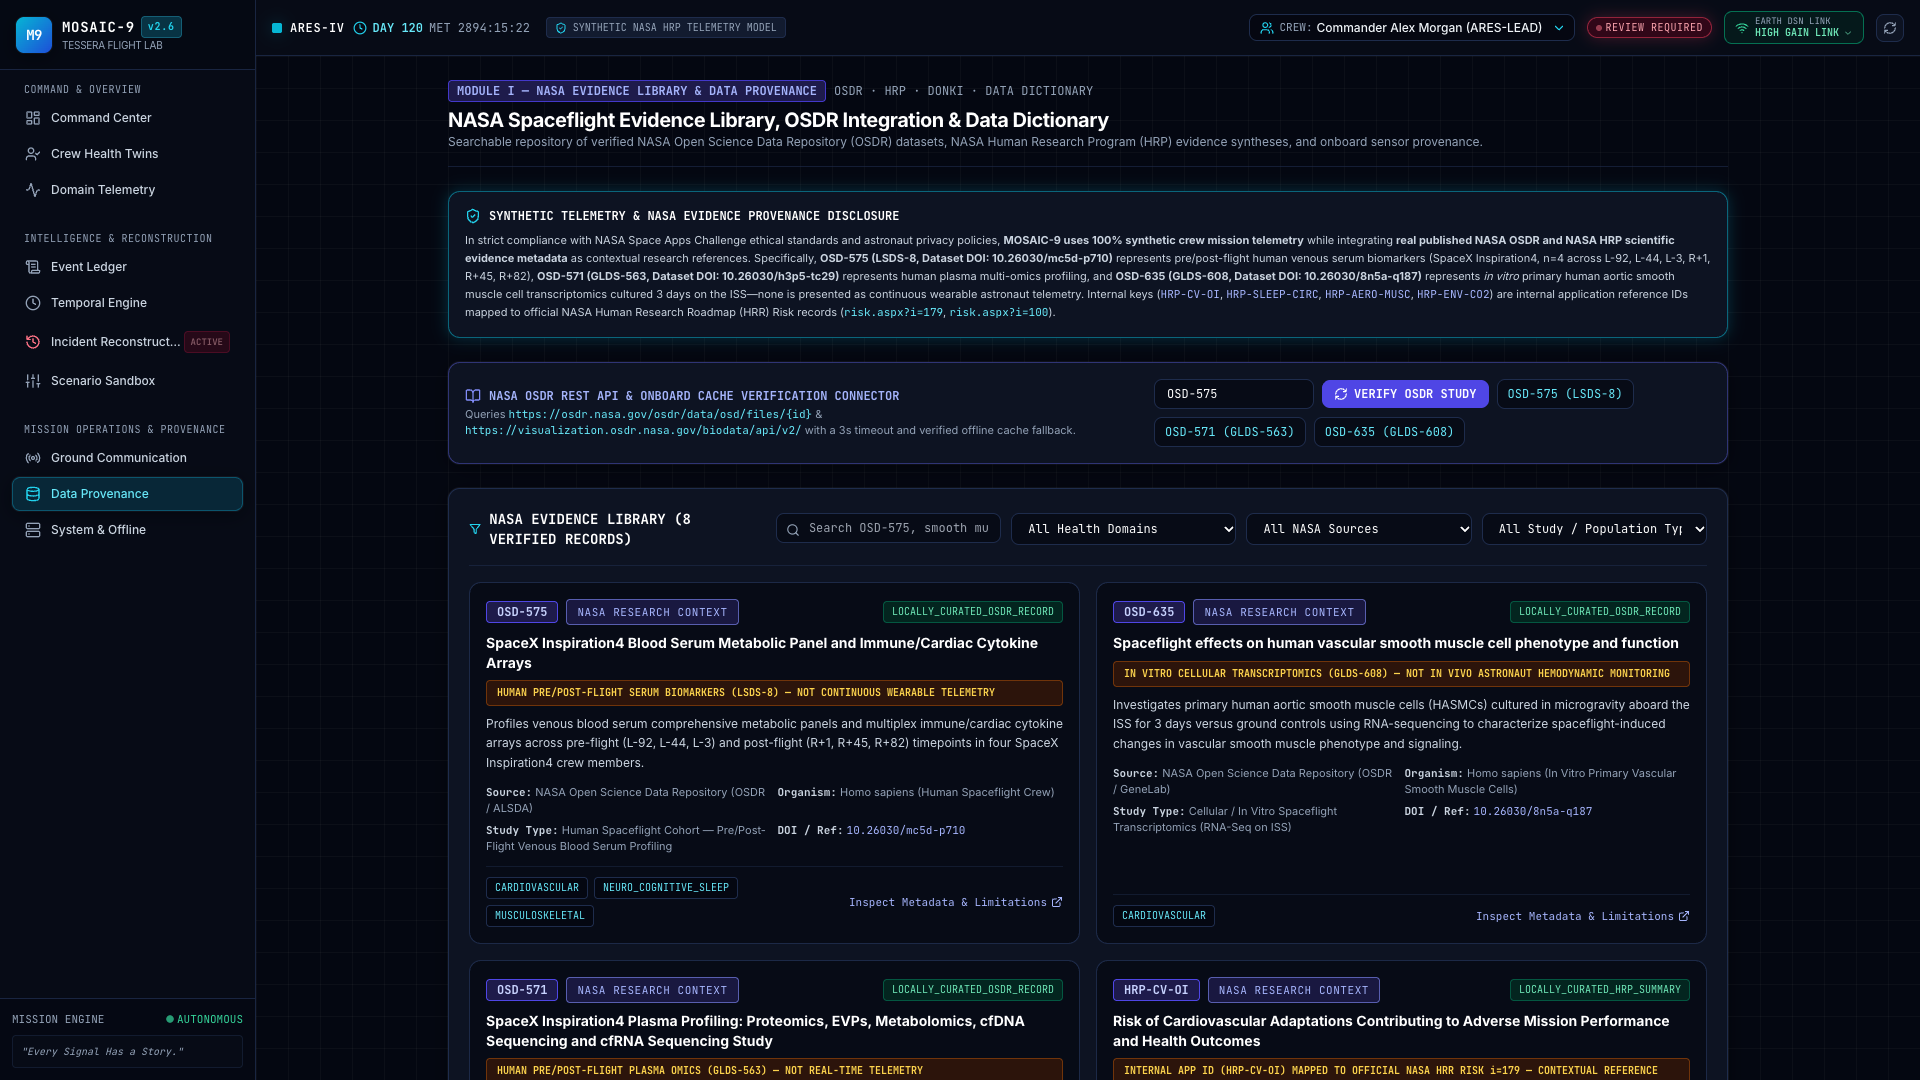 M9
MOSAIC-9 v2.6
TESSERA FLIGHT LAB
COMMAND & OVERVIEW
Command Center
Crew Health Twins
Domain Telemetry
INTELLIGENCE & RECONSTRUCTION
Event Ledger
Temporal Engine
Incident Reconstruct... ACTIVE
Scenario Sandbox
MISSION OPERATIONS & PROVENANCE
Ground Communication
Data Provenance
System & Offline
MISSION ENGINE AUTONOMOUS
"Every Signal Has a Story."
ARES-IV DAY 120 MET 2894:15:22 SYNTHETIC NASA HRP TELEMETRY MODEL
CREW: Commander Alex Morgan (ARES-LEAD) REVIEW REQUIRED
EARTH DSN LINK
HIGH GAIN LINK
MODULE I — NASA EVIDENCE LIBRARY & DATA PROVENANCE OSDR · HRP · DONKI · DATA DICTIONARY
NASA Spaceflight Evidence Library, OSDR Integration & Data Dictionary
Searchable repository of verified NASA Open Science Data Repository (OSDR) datasets, NASA Human Research Program (HRP) evidence syntheses, and onboard sensor provenance.
SYNTHETIC TELEMETRY & NASA EVIDENCE PROVENANCE DISCLOSURE
In strict compliance with NASA Space Apps Challenge ethical standards and astronaut privacy policies, MOSAIC-9 uses 100% synthetic crew mission telemetry while integrating real published NASA OSDR and NASA HRP scientific
evidence metadata as contextual research references. Specifically, OSD-575 (LSDS-8, Dataset DOI: 10.26030/mc5d-p710) represents pre/post-flight human venous serum biomarkers (SpaceX Inspiration4, n=4 across L-92, L-44, L-3, R+1,
R+45, R+82), OSD-571 (GLDS-563, Dataset DOI: 10.26030/h3p5-tc29) represents human plasma multi-omics profiling, and OSD-635 (GLDS-608, Dataset DOI: 10.26030/8n5a-q187) represents in vitro primary human aortic smooth
muscle cell transcriptomics cultured 3 days on the ISS—none is presented as continuous wearable astronaut telemetry. Internal keys (HRP-CV-OI, HRP-SLEEP-CIRC, HRP-AERO-MUSC, HRP-ENV-CO2) are internal application reference IDs
mapped to official NASA Human Research Roadmap (HRR) Risk records (risk.aspx?i=179, risk.aspx?i=100).
NASA OSDR REST API & ONBOARD CACHE VERIFICATION CONNECTOR
Queries https://osdr.nasa.gov/osdr/data/osd/files/{id} &
https://visualization.osdr.nasa.gov/biodata/api/v2/ with a 3s timeout and verified offline cache fallback.
OSD-575 VERIFY OSDR STUDY OSD-575 (LSDS-8)
OSD-571 (GLDS-563) OSD-635 (GLDS-608)
NASA EVIDENCE LIBRARY (8
VERIFIED RECORDS)
Search OSD-575, smooth mu All Health Domains All NASA Sources All Study / Population Typ
OSD-575 NASA RESEARCH CONTEXT LOCALLY_CURATED_OSDR_RECORD
SpaceX Inspiration4 Blood Serum Metabolic Panel and Immune/Cardiac Cytokine
Arrays
HUMAN PRE/POST-FLIGHT SERUM BIOMARKERS (LSDS-8) — NOT CONTINUOUS WEARABLE TELEMETRY
Profiles venous blood serum comprehensive metabolic panels and multiplex immune/cardiac cytokine
arrays across pre-flight (L-92, L-44, L-3) and post-flight (R+1, R+45, R+82) timepoints in four SpaceX
Inspiration4 crew members.
Source: NASA Open Science Data Repository (OSDR
/ ALSDA)
Organism: Homo sapiens (Human Spaceflight Crew)
Study Type: Human Spaceflight Cohort — Pre/Post-
Flight Venous Blood Serum Profiling
DOI / Ref: 10.26030/mc5d-p710
CARDIOVASCULAR NEURO_COGNITIVE_SLEEP
MUSCULOSKELETAL
Inspect Metadata & Limitations
OSD-635 NASA RESEARCH CONTEXT LOCALLY_CURATED_OSDR_RECORD
Spaceflight effects on human vascular smooth muscle cell phenotype and function
IN VITRO CELLULAR TRANSCRIPTOMICS (GLDS-608) — NOT IN VIVO ASTRONAUT HEMODYNAMIC MONITORING
Investigates primary human aortic smooth muscle cells (HASMCs) cultured in microgravity aboard the
ISS for 3 days versus ground controls using RNA-sequencing to characterize spaceflight-induced
changes in vascular smooth muscle phenotype and signaling.
Source: NASA Open Science Data Repository (OSDR
/ GeneLab)
Organism: Homo sapiens (In Vitro Primary Vascular
Smooth Muscle Cells)
Study Type: Cellular / In Vitro Spaceflight
Transcriptomics (RNA-Seq on ISS)
DOI / Ref: 10.26030/8n5a-q187
CARDIOVASCULAR
Inspect Metadata & Limitations
OSD-571 NASA RESEARCH CONTEXT LOCALLY_CURATED_OSDR_RECORD
SpaceX Inspiration4 Plasma Profiling: Proteomics, EVPs, Metabolomics, cfDNA
Sequencing and cfRNA Sequencing Study
HUMAN PRE/POST-FLIGHT PLASMA OMICS (GLDS-563) — NOT REAL-TIME TELEMETRY
HRP-CV-OI NASA RESEARCH CONTEXT LOCALLY_CURATED_HRP_SUMMARY
Risk of Cardiovascular Adaptations Contributing to Adverse Mission Performance
and Health Outcomes
INTERNAL APP ID (HRP-CV-OI) MAPPED TO OFFICIAL NASA HRR RISK i=179 — CONTEXTUAL REFERENCE